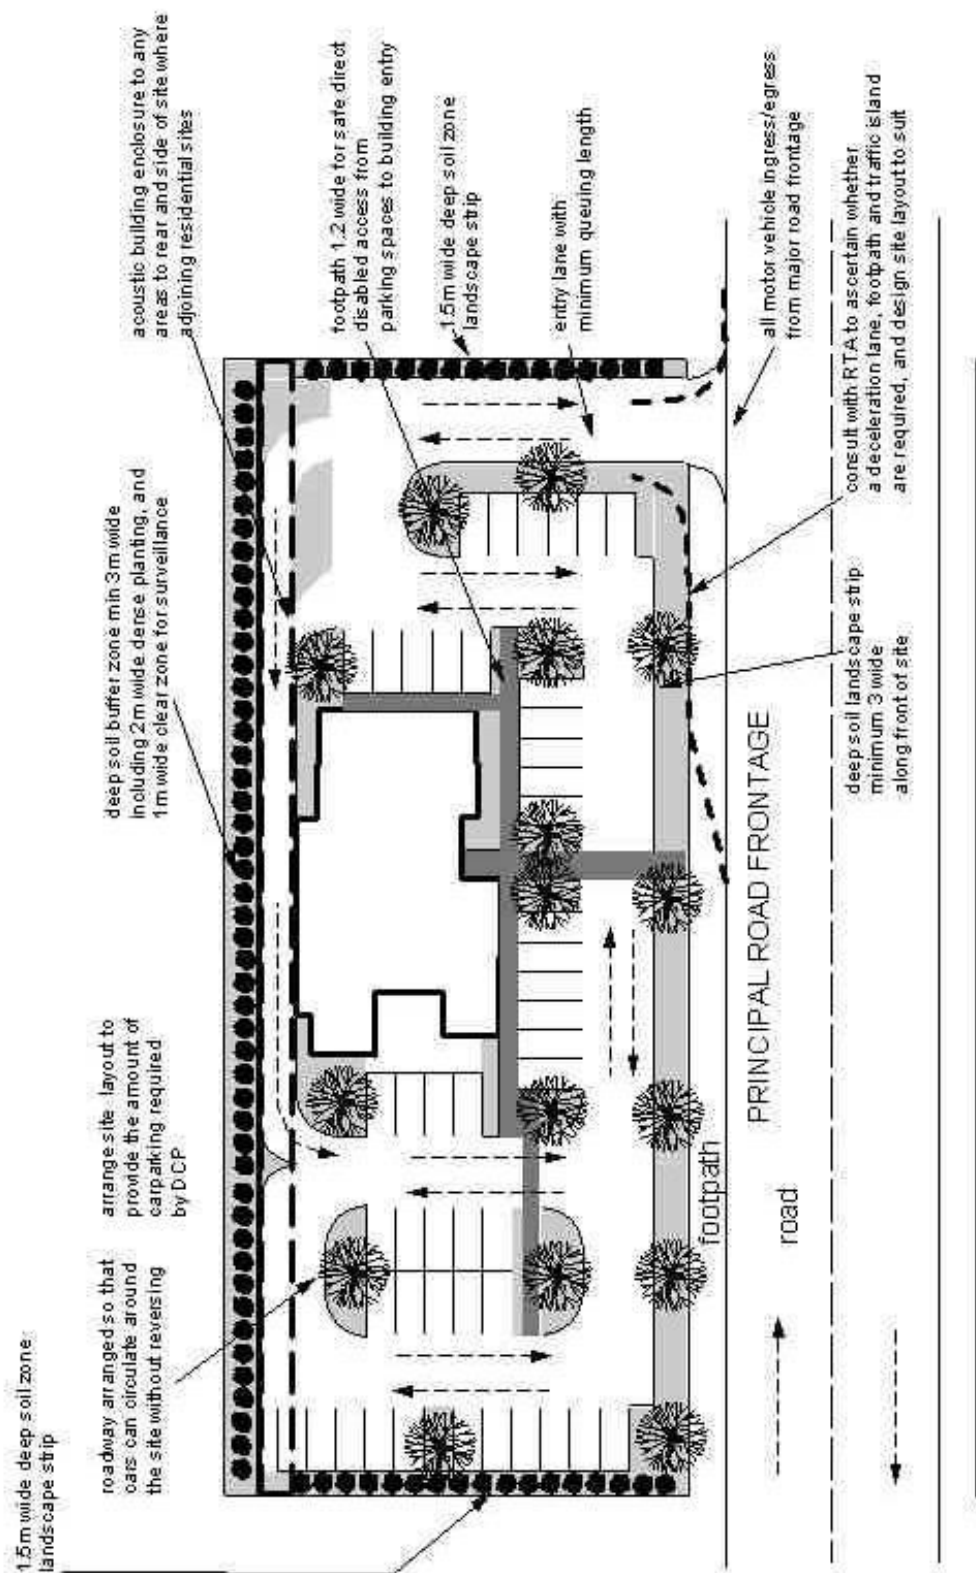 1.5m wide deep soil zone
landscape strip
roadway arranged so that
cars can circulate around
the site without reversing
arrange site layout to
provide the amount of
carparking required
by DCP
deep soil buffer zone min 3m wide
including 2m wide dense planting, and
1m wide clear zone for surveillance
acoustic building enclosure to any
areas to rear and side of site where
adjoining residential sites
footpath 1.2 wide for safe direct
disabled access from
parking spaces to building entry
1.5m wide deep soil zone
landscape strip
entry lane with
minimum queuing length
all motor vehicle ingress/egress
from major road frontage
consult with RTA to ascertain whether
a deceleration lane, footpath and traffic island
are required, and design site layout to suit
deep soil landscape strip
minimum 3 wide
along front of site
footpath
PRINCIPAL ROAD FRONTAGE
road